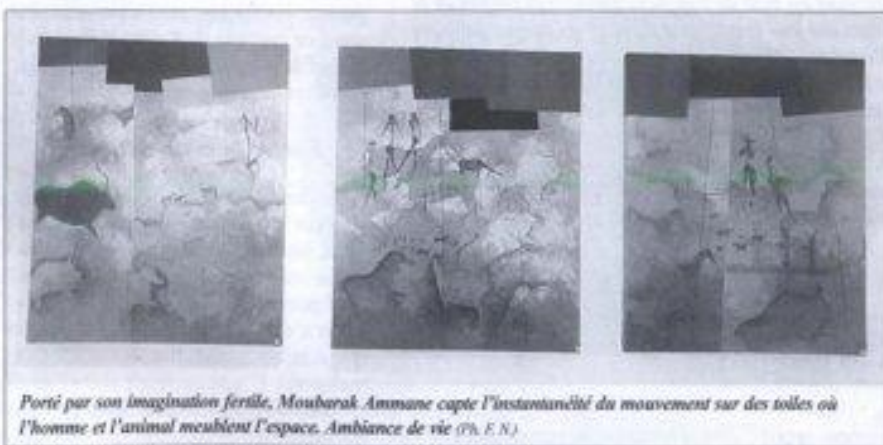 Porté par son imagination fertile, Moubarak Ammane capte l'instantanéité du mouvement sur des toiles où
l'homme et l'animal meublent l'espace. Ambiance de vie (Ph. F. N.)